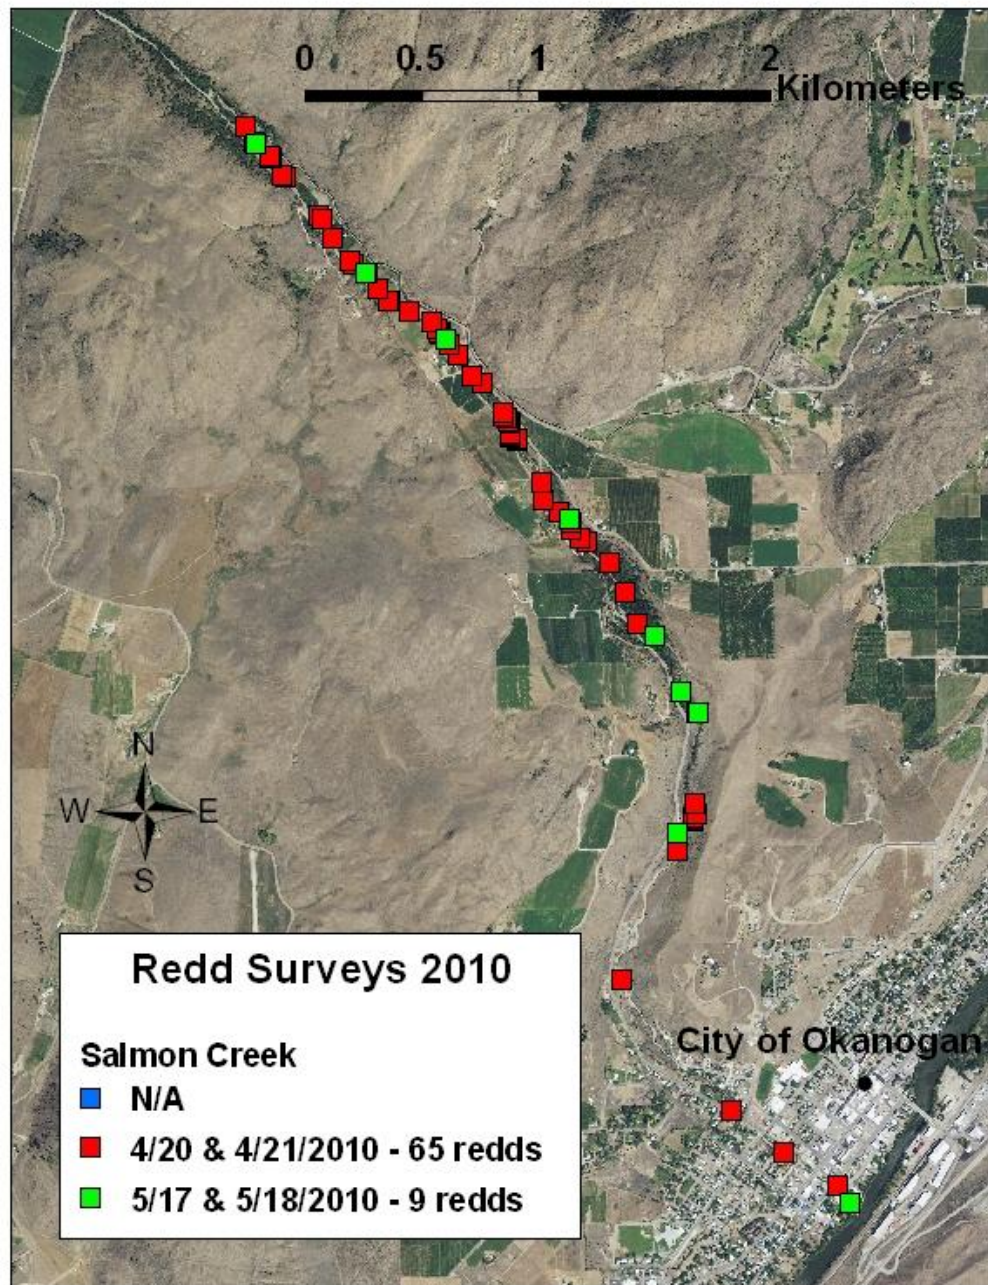 0 0.5 1 2
Kilometers
N
W E
S
City of Okanogan
Redd Surveys 2010
Salmon Creek
N/A
4/20 & 4/21/2010 - 65 redds
5/17 & 5/18/2010 - 9 redds